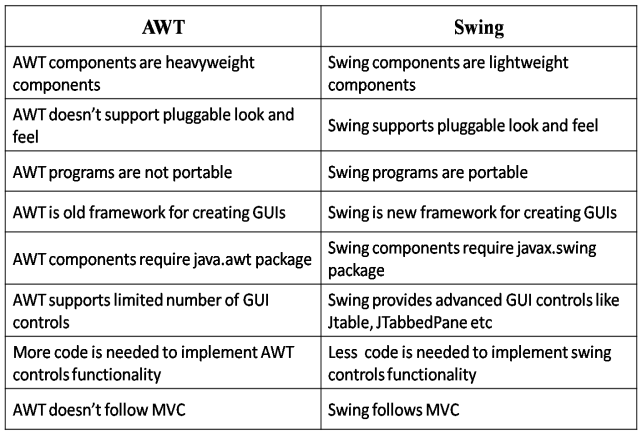 AWT
Swing
AWT components are heavyweight
components
Swing components are lightweight
components
AWT doesn't support pluggable look and
feel
Swing supports pluggable look and feel
AWT programs are not portable
Swing programs are portable
AWT is old framework for creating GUIs
Swing is new framework for creating GUIs
AWT components require java.awt package
Swing components require javax.swing
package
AWT supports limited number of GUI
controls
Swing provides advanced GUI controls like
Jtable, JTabbedPane etc
More code is needed to implement AWT
controls functionality
Less code is needed to implement swing
controls functionality
AWT doesn't follow MVC
Swing follows MVC